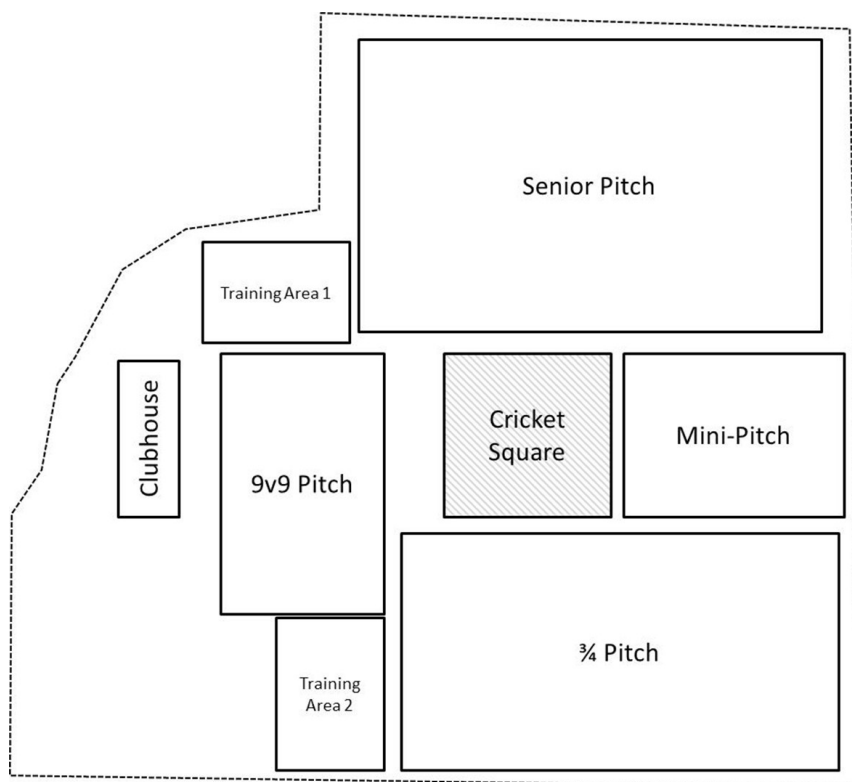 Senior Pitch
Training Area 1
Clubhouse
9v9 Pitch
Cricket
Square
Mini-Pitch
¾ Pitch
Training
Area 2